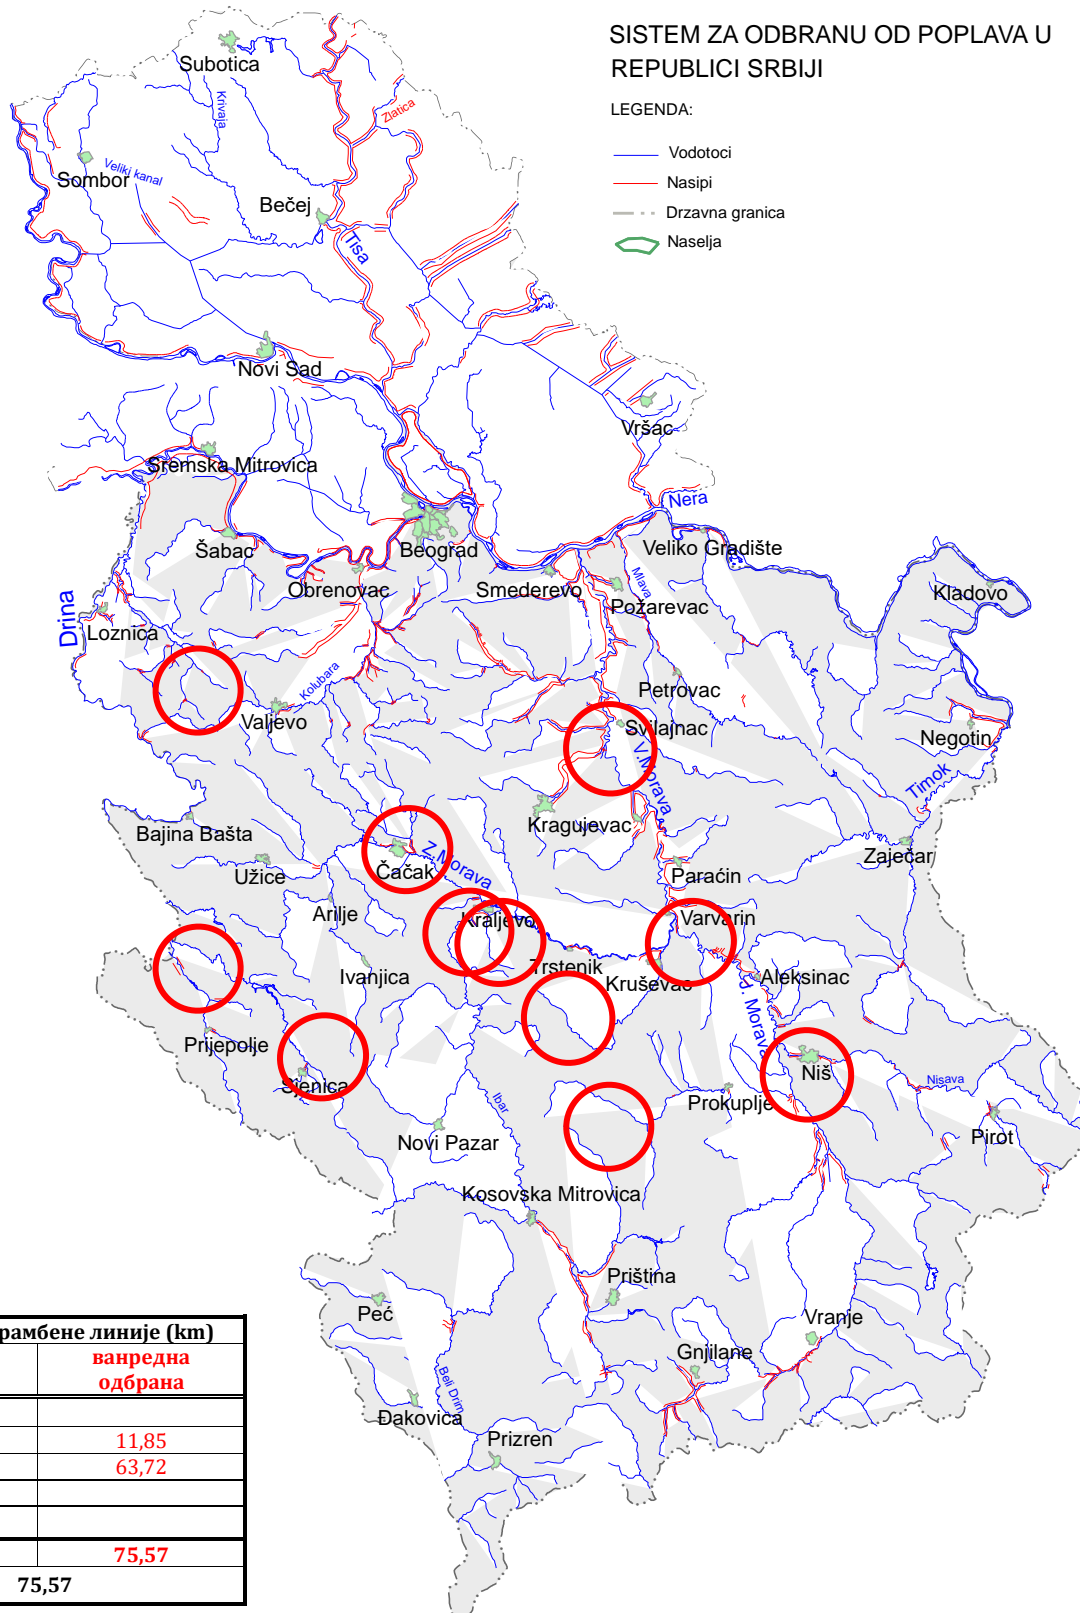 SISTEM ZA ODBRANU OD POPLAVA U
REPUBLICI SRBIJI
LEGENDA:
Vodotoci
Nasipi
Drzavna granica
Naselja
Subotica
Krivaja
Zlatica
Sombor
Veliki kanal
Bečej
Tisa
Novi Sad
Vršac
Sremska Mitrovica
Nera
Šabac
Beograd
Veliko Gradište
Obrenovac
Smederevo
Mlava
Požarevac
Kladovo
Drina
Loznica
Kolubara
Petrovac
Valjevo
Svilajnac
Negotin
V.Morava
Timok
Bajina Bašta
Kragujevac
Zaječar
Užice
Čačak
Z.Morava
Paraćin
Arilje
Kraljevo
Varvarin
Ivanjica
Trstenik
Kruševac
Aleksinac
J. Morava
Prijepolje
Sjenica
Niš
Nisava
Ibar
Prokuplje
Novi Pazar
Pirot
Kosovska Mitrovica
Priština
Peć
Vranje
Gnjilane
Beli Drim
Đakovica
Prizren
рамбене линије (km)
ванредна
одбрана
11,85
63,72
75,57
75,57